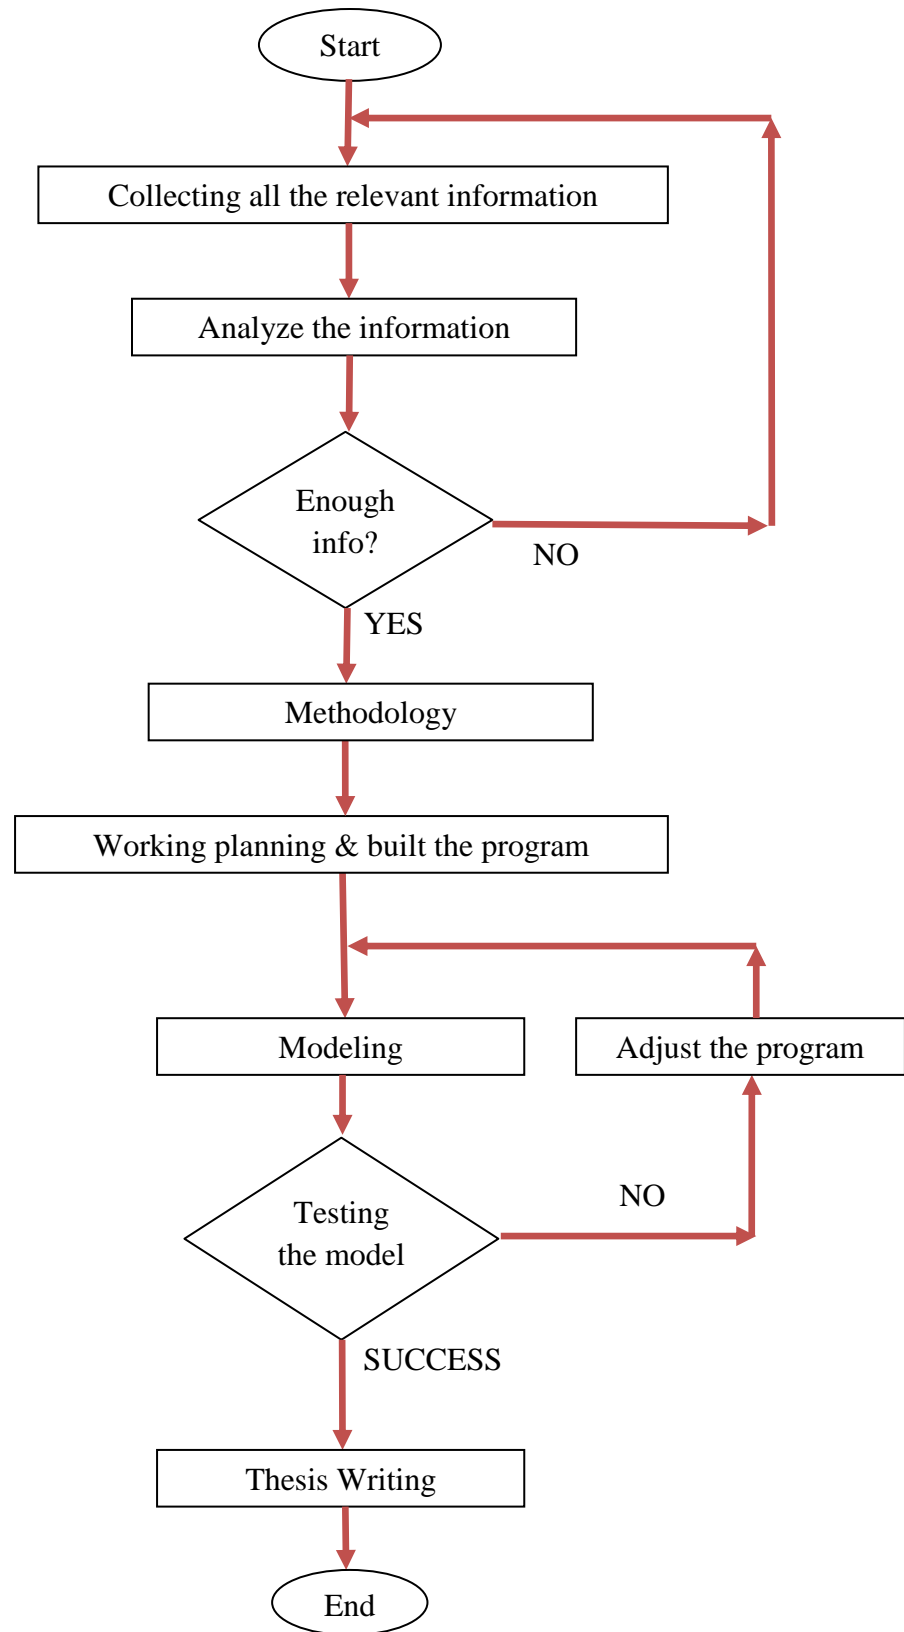 Start
Collecting all the relevant information
Analyze the information
Enough
info?
NO
YES
Methodology
Working planning & built the program
Modeling
Adjust the program
NO
Testing
the model
SUCCESS
Thesis Writing
End